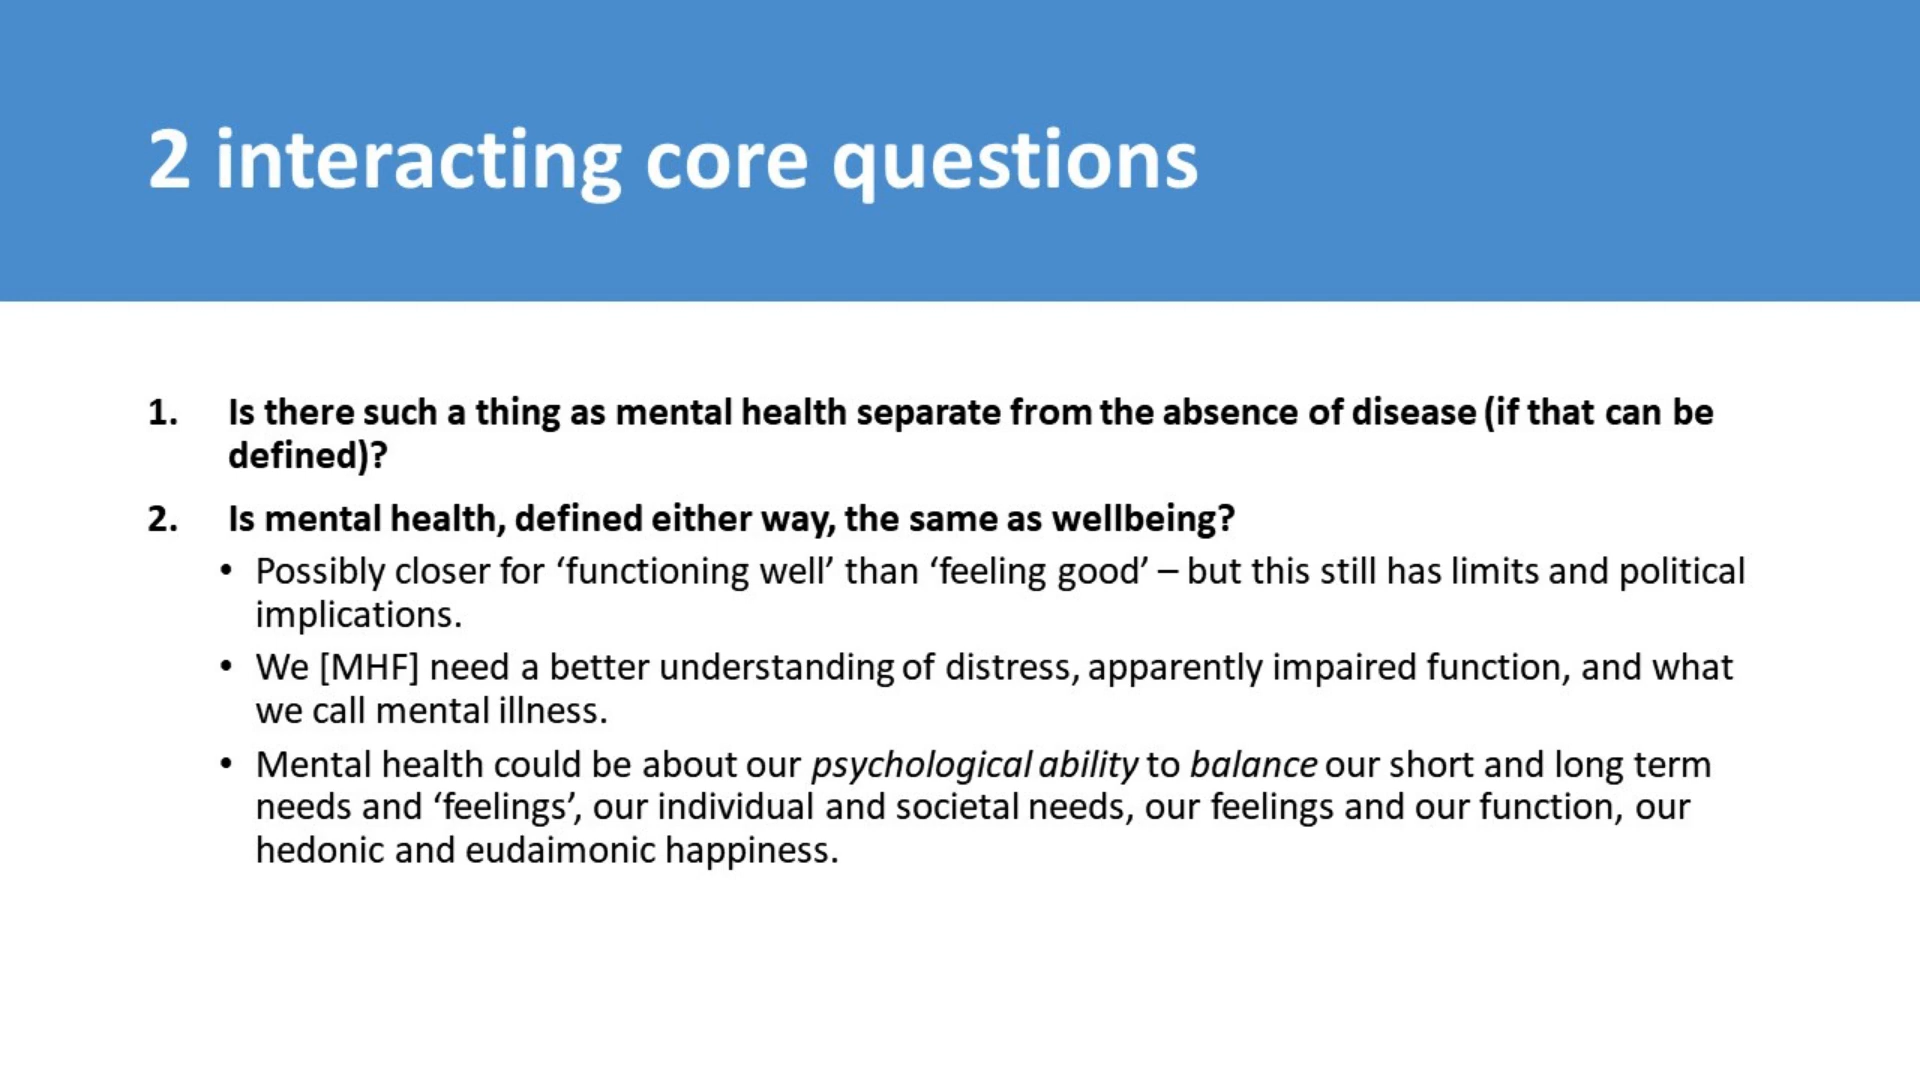 2 interacting core questions
1. Is there such a thing as mental health separate from the absence of disease (if that can be
defined)?
2. Is mental health, defined either way, the same as wellbeing?
• Possibly closer for ‘functioning well’ than ‘feeling good’ – but this still has limits and political
implications.
• We [MHF] need a better understanding of distress, apparently impaired function, and what
we call mental illness.
• Mental health could be about our psychological ability to balance our short and long term
needs and ‘feelings’, our individual and societal needs, our feelings and our function, our
hedonic and eudaimonic happiness.